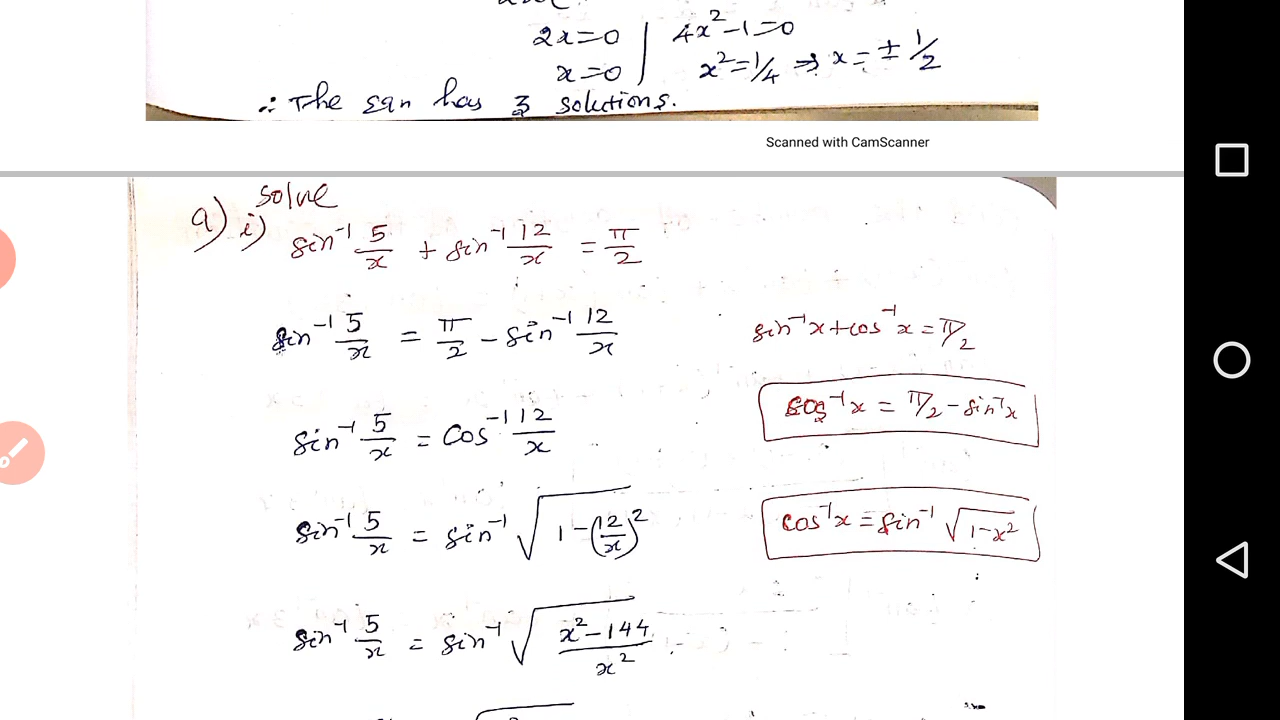 2x=0 | 4x²-1=0
x=0 | x²=1/4 ⇒ x=±1/2
∴ The eqn has 3 solutions.
Scanned with CamScanner
solve
9) i) sin⁻¹ 5/x + sin⁻¹ 12/x = π/2
sin⁻¹ 5/x = π/2 - sin⁻¹ 12/x
sin⁻¹x+cos⁻¹x=π/2
cos⁻¹x = π/2-sin⁻¹x
sin⁻¹ 5/x = cos⁻¹ 12/x
sin⁻¹ 5/x = sin⁻¹ √(1-(12/x)²)
cos⁻¹x = sin⁻¹ √(1-x²)
sin⁻¹ 5/x = sin⁻¹ √((x²-144)/x²)